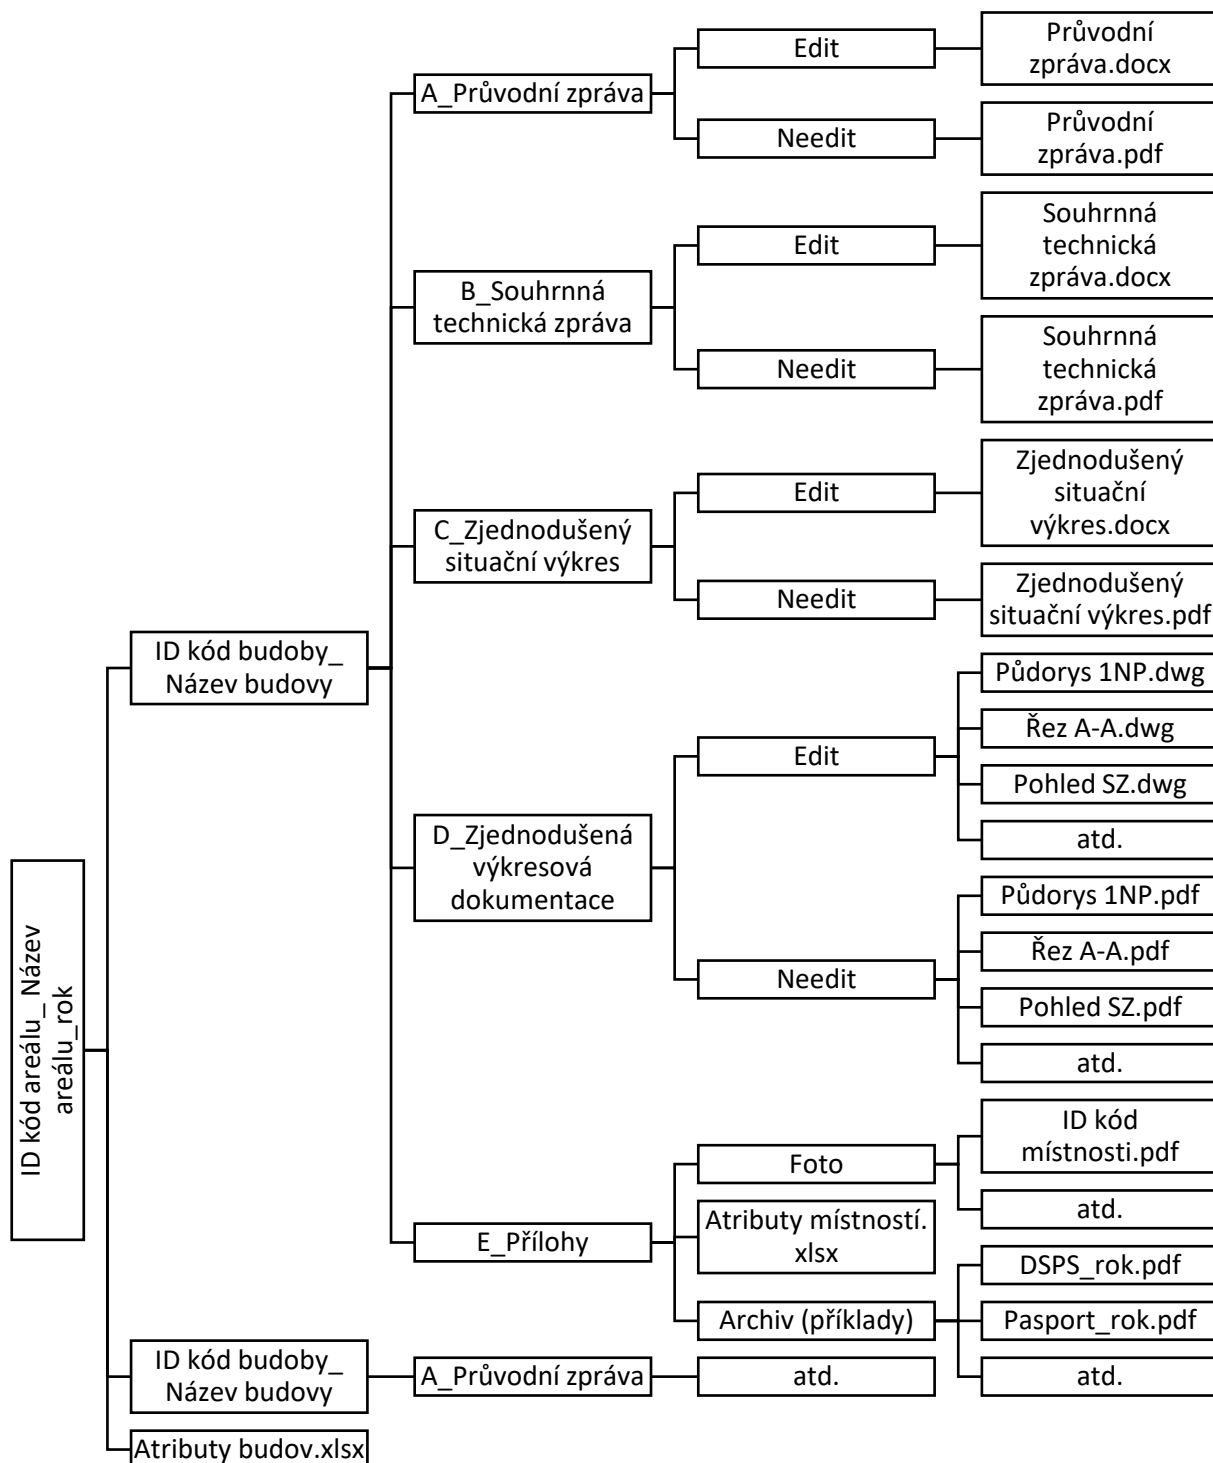 ID kód areálu_ Název
areálu_rok
ID kód budoby_
Název budovy
A_Průvodní zpráva
Edit
Průvodní
zpráva.docx
Needit
Průvodní
zpráva.pdf
B_Souhrnná
technická zpráva
Edit
Souhrnná
technická
zpráva.docx
Needit
Souhrnná
technická
zpráva.pdf
C_Zjednodušený
situační výkres
Edit
Zjednodušený
situační
výkres.docx
Needit
Zjednodušený
situační výkres.pdf
D_Zjednodušená
výkresová
dokumentace
Edit
Půdorys 1NP.dwg
Řez A-A.dwg
Pohled SZ.dwg
atd.
Needit
Půdorys 1NP.pdf
Řez A-A.pdf
Pohled SZ.pdf
atd.
E_Přílohy
Foto
ID kód
místnosti.pdf
atd.
Atributy místností.
xlsx
Archiv (příklady)
DSPS_rok.pdf
Pasport_rok.pdf
atd.
ID kód budoby_
Název budovy
A_Průvodní zpráva
atd.
Atributy budov.xlsx